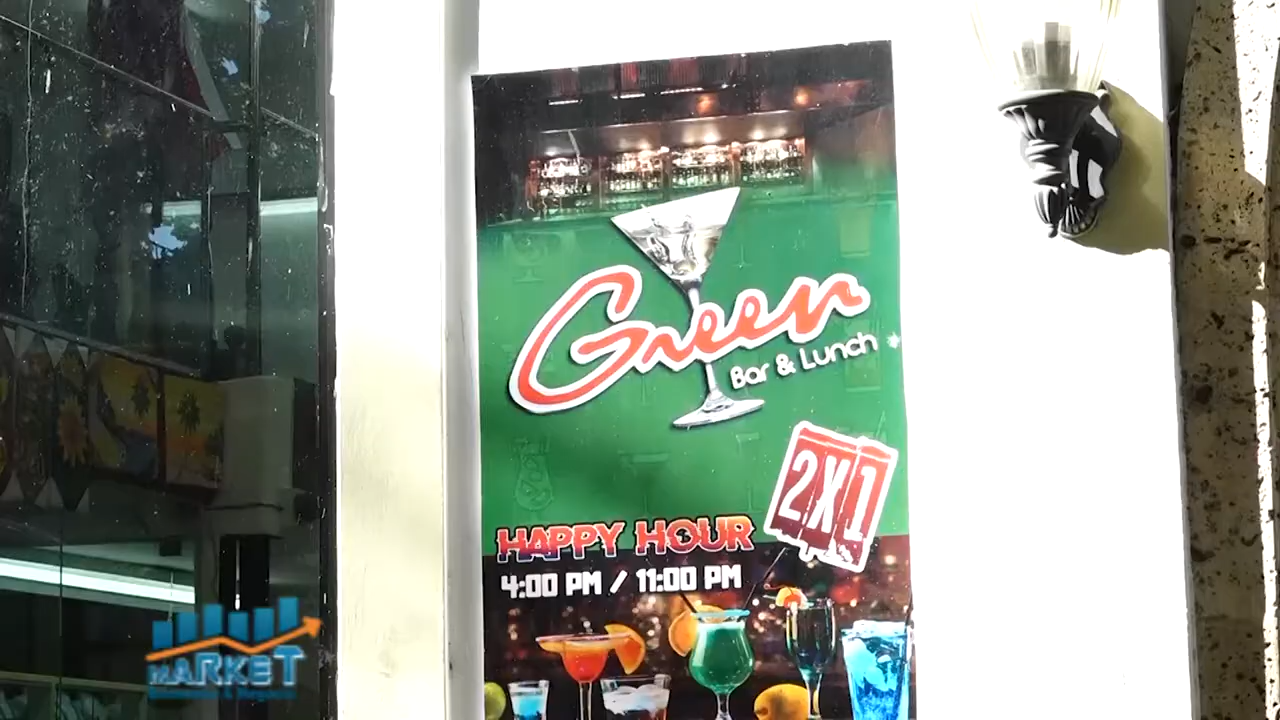 Green
Bar & Lunch
2X1
HAPPY HOUR
4:00 PM / 11:00 PM
MARKET